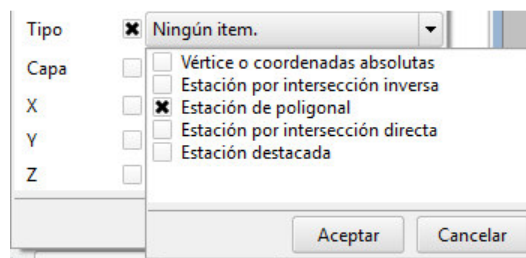 Tipo Ningún item.
Capa
Vértice o coordenadas absolutas
Estación por intersección inversa
X
Estación de poligonal
Y
Estación por intersección directa
Estación destacada
Z
Aceptar Cancelar